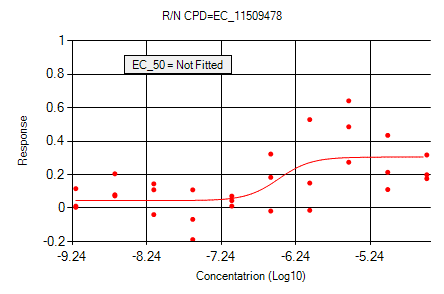 R/N CPD=EC_11509478
1
0.8
EC_50 = Not Fitted
0.6
0.4
0.2
0
-0.2
Response
-9.24 -8.24 -7.24 -6.24 -5.24
Concentatrion (Log10)